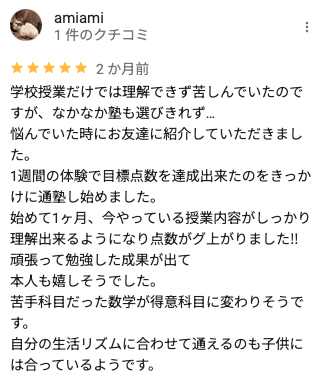 amiami
1 件のクチコミ
2 か月前
学校授業だけでは理解できず苦しんでいたので
すが、なかなか塾も選びきれず…
悩んでいた時にお友達に紹介していただきまし
た。
1週間の体験で目標点数を達成出来たのをきっか
けに通塾し始めました。
始めて1ヶ月、今やっている授業内容がしっかり
理解出来るようになり点数がグ上がりました!!
頑張って勉強した成果が出て
本人も嬉しそうでした。
苦手科目だった数学が得意科目に変わりそうで
す。
自分の生活リズムに合わせて通えるのも子供に
は合っているようです。